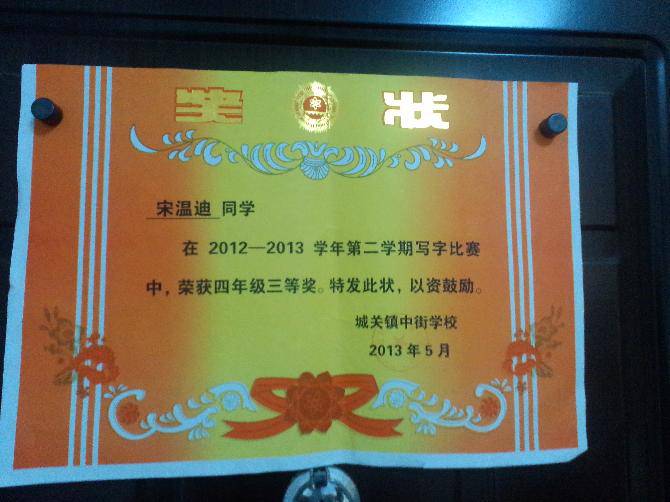 奖 状
宋温迪 同学
在 2012—2013 学年第二学期写字比赛
中，荣获四年级三等奖。特发此状，以资鼓励。
城关镇中街学校
2013 年 5 月